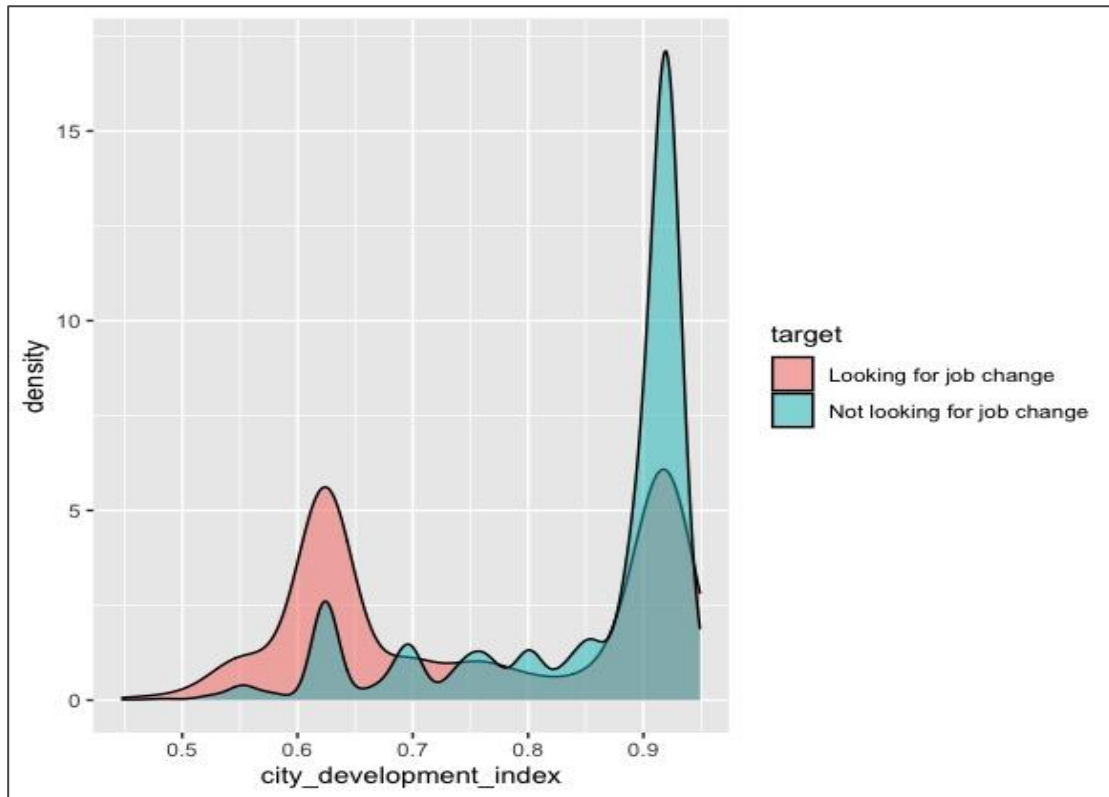 15
10
5
0
density
0.5 0.6 0.7 0.8 0.9
city_development_index
target
Looking for job change
Not looking for job change